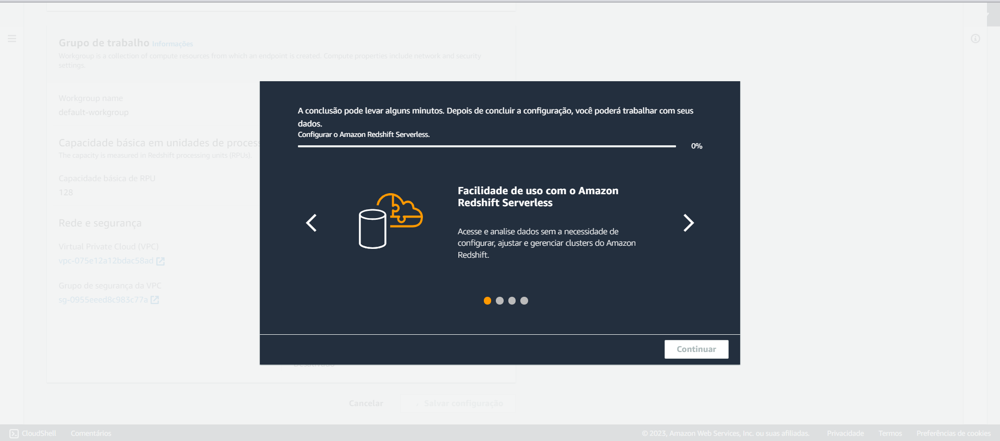 Grupo de trabalho Informações
Workgroup is a collection of compute resources from which an endpoint is created. Compute properties include network and security
settings.
Workgroup name
default-workgroup
Capacidade básica em unidades de process
The capacity is measured in Redshift processing units (RPUs).
Capacidade básica de RPU
128
Rede e segurança
Virtual Private Cloud (VPC)
vpc-075e12a12bdac58ad
Grupo de segurança da VPC
sg-0955eeed8c983c77a
A conclusão pode levar alguns minutos. Depois de concluir a configuração, você poderá trabalhar com seus
dados.
Configurar o Amazon Redshift Serverless.
0%
Facilidade de uso com o Amazon
Redshift Serverless
Acesse e analise dados sem a necessidade de
configurar, ajustar e gerenciar clusters do Amazon
Redshift.
Continuar
Desativado
Cancelar
Salvar configuração
CloudShell
Comentários
© 2023, Amazon Web Services, Inc. ou suas afiliadas.
Privacidade
Termos
Preferências de cookies